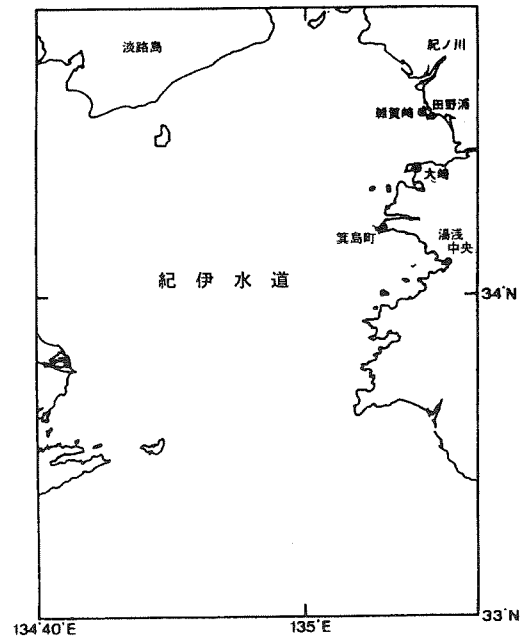 淡路島
紀ノ川
雑賀崎
田野浦
大崎
箕島町
湯浅
中央
紀伊水道
34°N
33°N
134°40'E
135°E